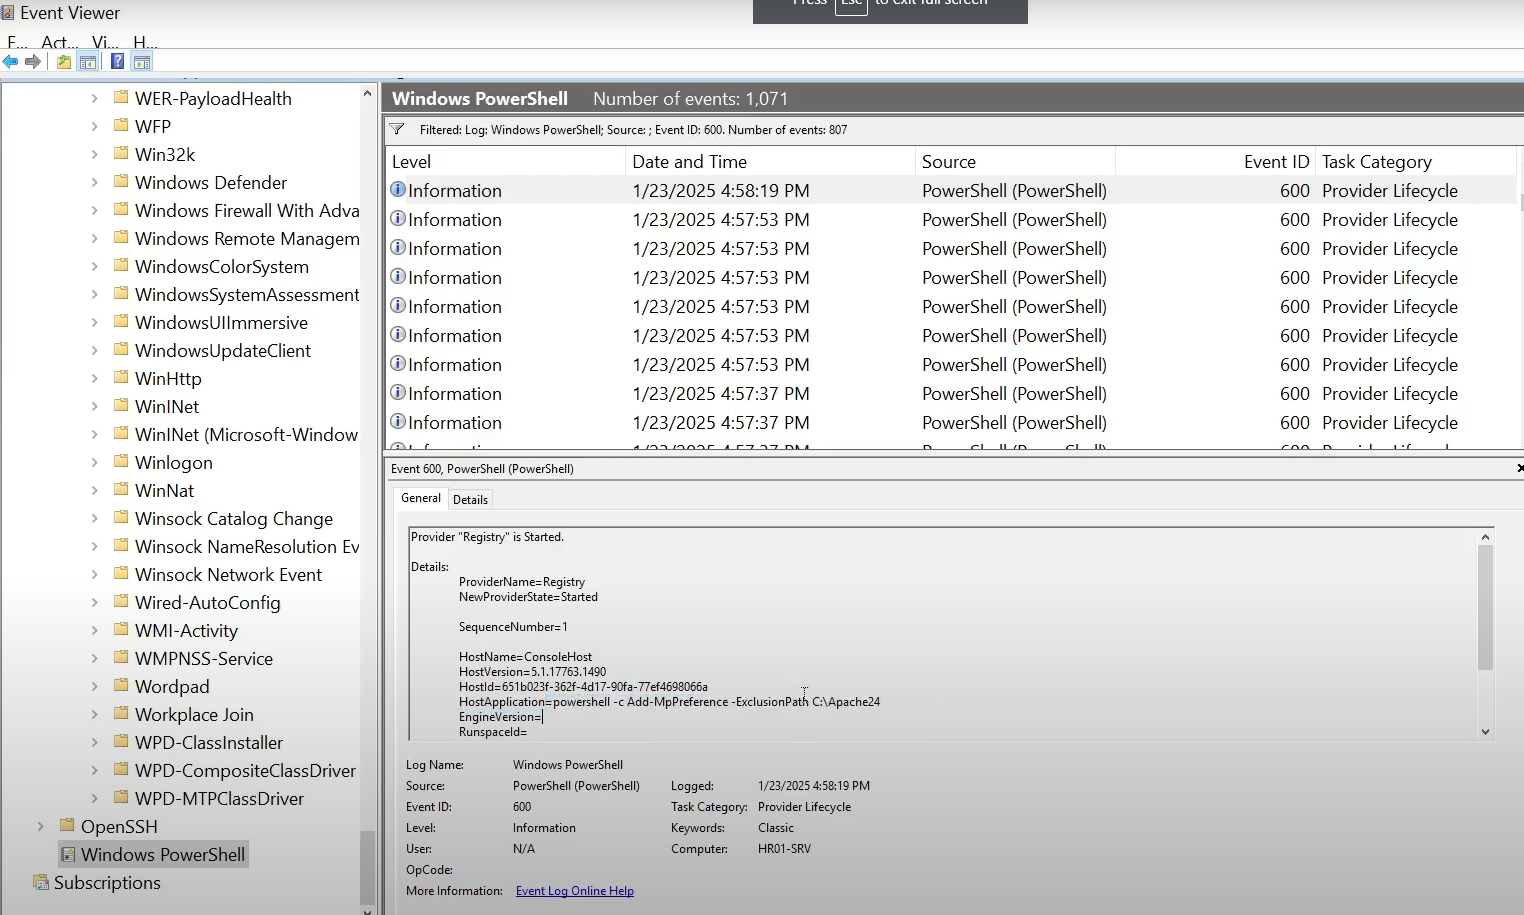 Event Viewer
Press Esc to exit full screen
F... Act... Vi... H...
WER-PayloadHealth
WFP
Win32k
Windows Defender
Windows Firewall With Adva
Windows Remote Managem
WindowsColorSystem
WindowsSystemAssessment
WindowsUIImmersive
WindowsUpdateClient
WinHttp
WinINet
WinINet (Microsoft-Window
Winlogon
WinNat
Winsock Catalog Change
Winsock NameResolution Ev
Winsock Network Event
Wired-AutoConfig
WMI-Activity
WMPNSS-Service
Wordpad
Workplace Join
WPD-ClassInstaller
WPD-CompositeClassDriver
WPD-MTPClassDriver
OpenSSH
Windows PowerShell
Subscriptions
Windows PowerShell Number of events: 1,071
Filtered: Log: Windows PowerShell; Source: ; Event ID: 600. Number of events: 807
Level Date and Time Source Event ID Task Category
Information 1/23/2025 4:58:19 PM PowerShell (PowerShell) 600 Provider Lifecycle
Information 1/23/2025 4:57:53 PM PowerShell (PowerShell) 600 Provider Lifecycle
Information 1/23/2025 4:57:53 PM PowerShell (PowerShell) 600 Provider Lifecycle
Information 1/23/2025 4:57:53 PM PowerShell (PowerShell) 600 Provider Lifecycle
Information 1/23/2025 4:57:53 PM PowerShell (PowerShell) 600 Provider Lifecycle
Information 1/23/2025 4:57:53 PM PowerShell (PowerShell) 600 Provider Lifecycle
Information 1/23/2025 4:57:53 PM PowerShell (PowerShell) 600 Provider Lifecycle
Information 1/23/2025 4:57:37 PM PowerShell (PowerShell) 600 Provider Lifecycle
Information 1/23/2025 4:57:37 PM PowerShell (PowerShell) 600 Provider Lifecycle
Event 600, PowerShell (PowerShell)
General Details
Provider "Registry" is Started.
Details:
ProviderName=Registry
NewProviderState=Started
SequenceNumber=1
HostName=ConsoleHost
HostVersion=5.1.17763.1490
HostId=651b023f-362f-4d17-90fa-77ef4698066a
HostApplication=powershell -c Add-MpPreference -ExclusionPath C:\Apache24
EngineVersion=
RunspaceId=
Log Name: Windows PowerShell
Source: PowerShell (PowerShell) Logged: 1/23/2025 4:58:19 PM
Event ID: 600 Task Category: Provider Lifecycle
Level: Information Keywords: Classic
User: N/A Computer: HR01-SRV
OpCode:
More Information: Event Log Online Help